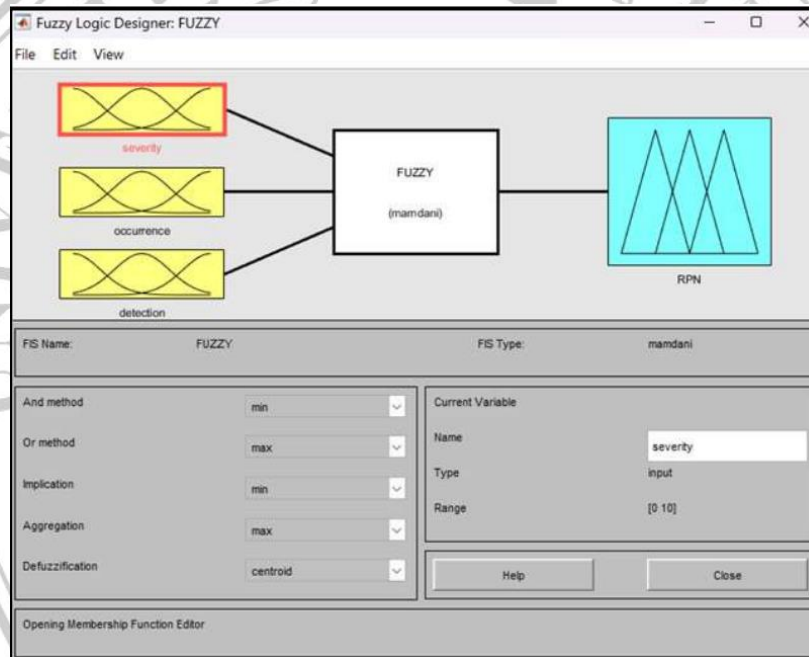 Fuzzy Logic Designer: FUZZY
File Edit View
severity
occurrence
detection
FUZZY
(mamdani)
RPN
FIS Name: FUZZY FIS Type: mamdani
And method min
Or method max
Implication min
Aggregation max
Defuzzification centroid
Current Variable
Name severity
Type input
Range [0 10]
Help Close
Opening Membership Function Editor